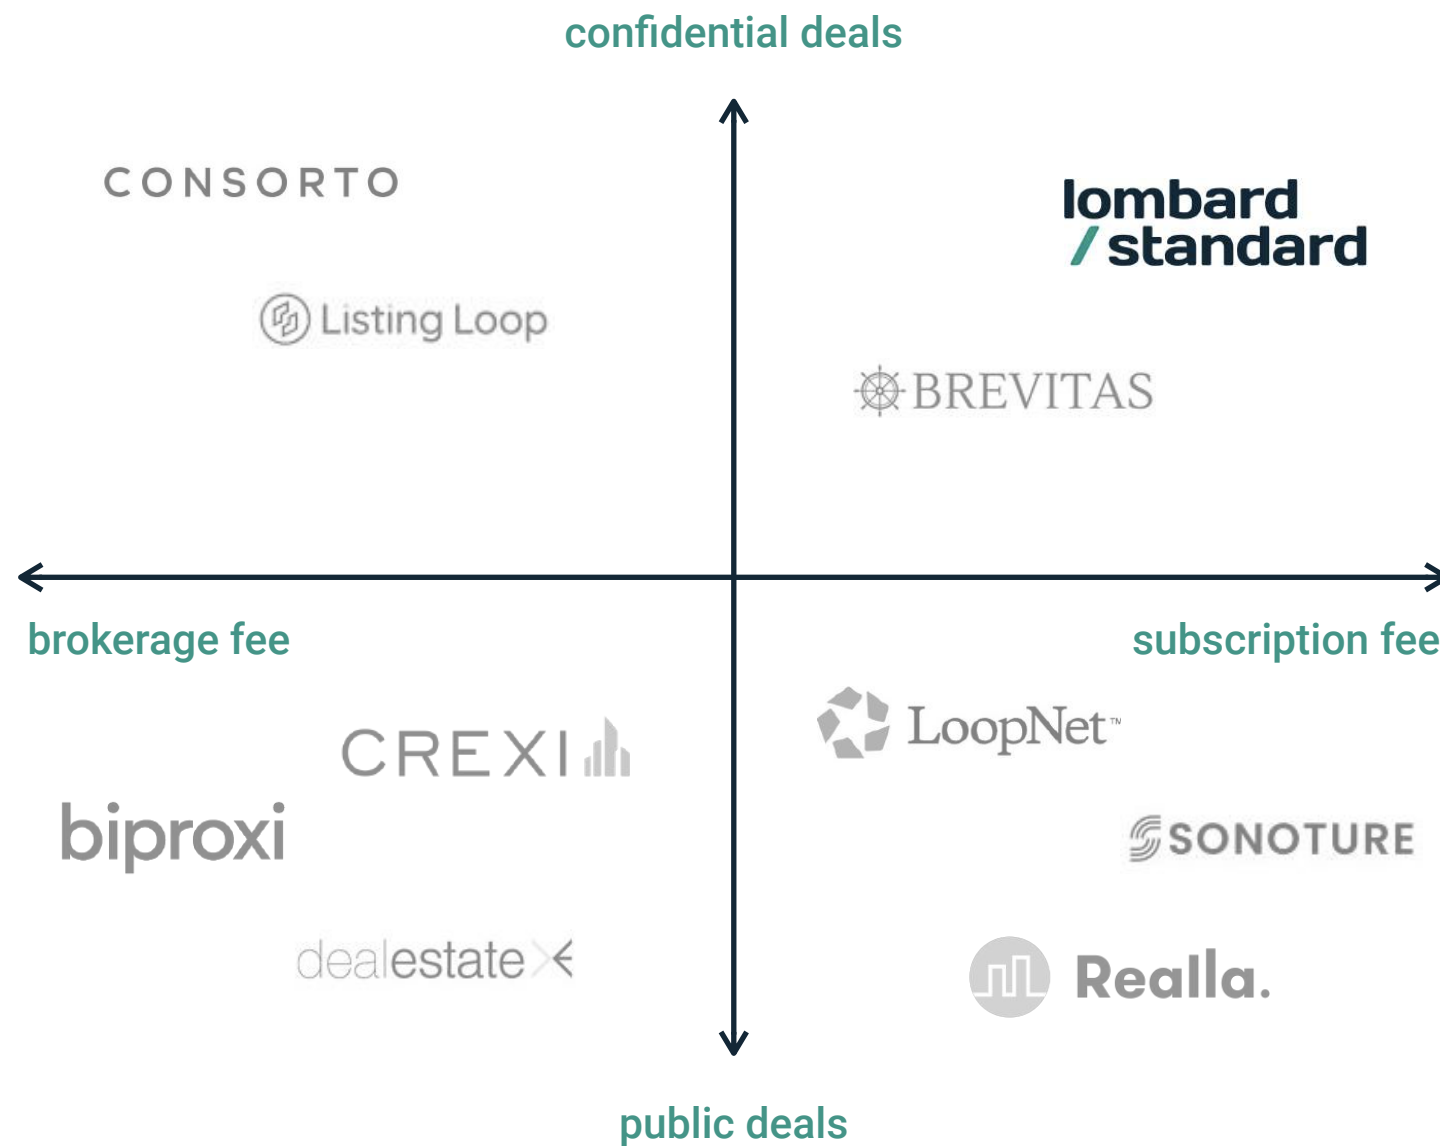 confidential deals
CONSORTO
lombard
/standard
Listing Loop
BREVITAS
brokerage fee
subscription fee
CREXI
LoopNet™
biproxi
SONOTURE
dealestate
Realla.
public deals